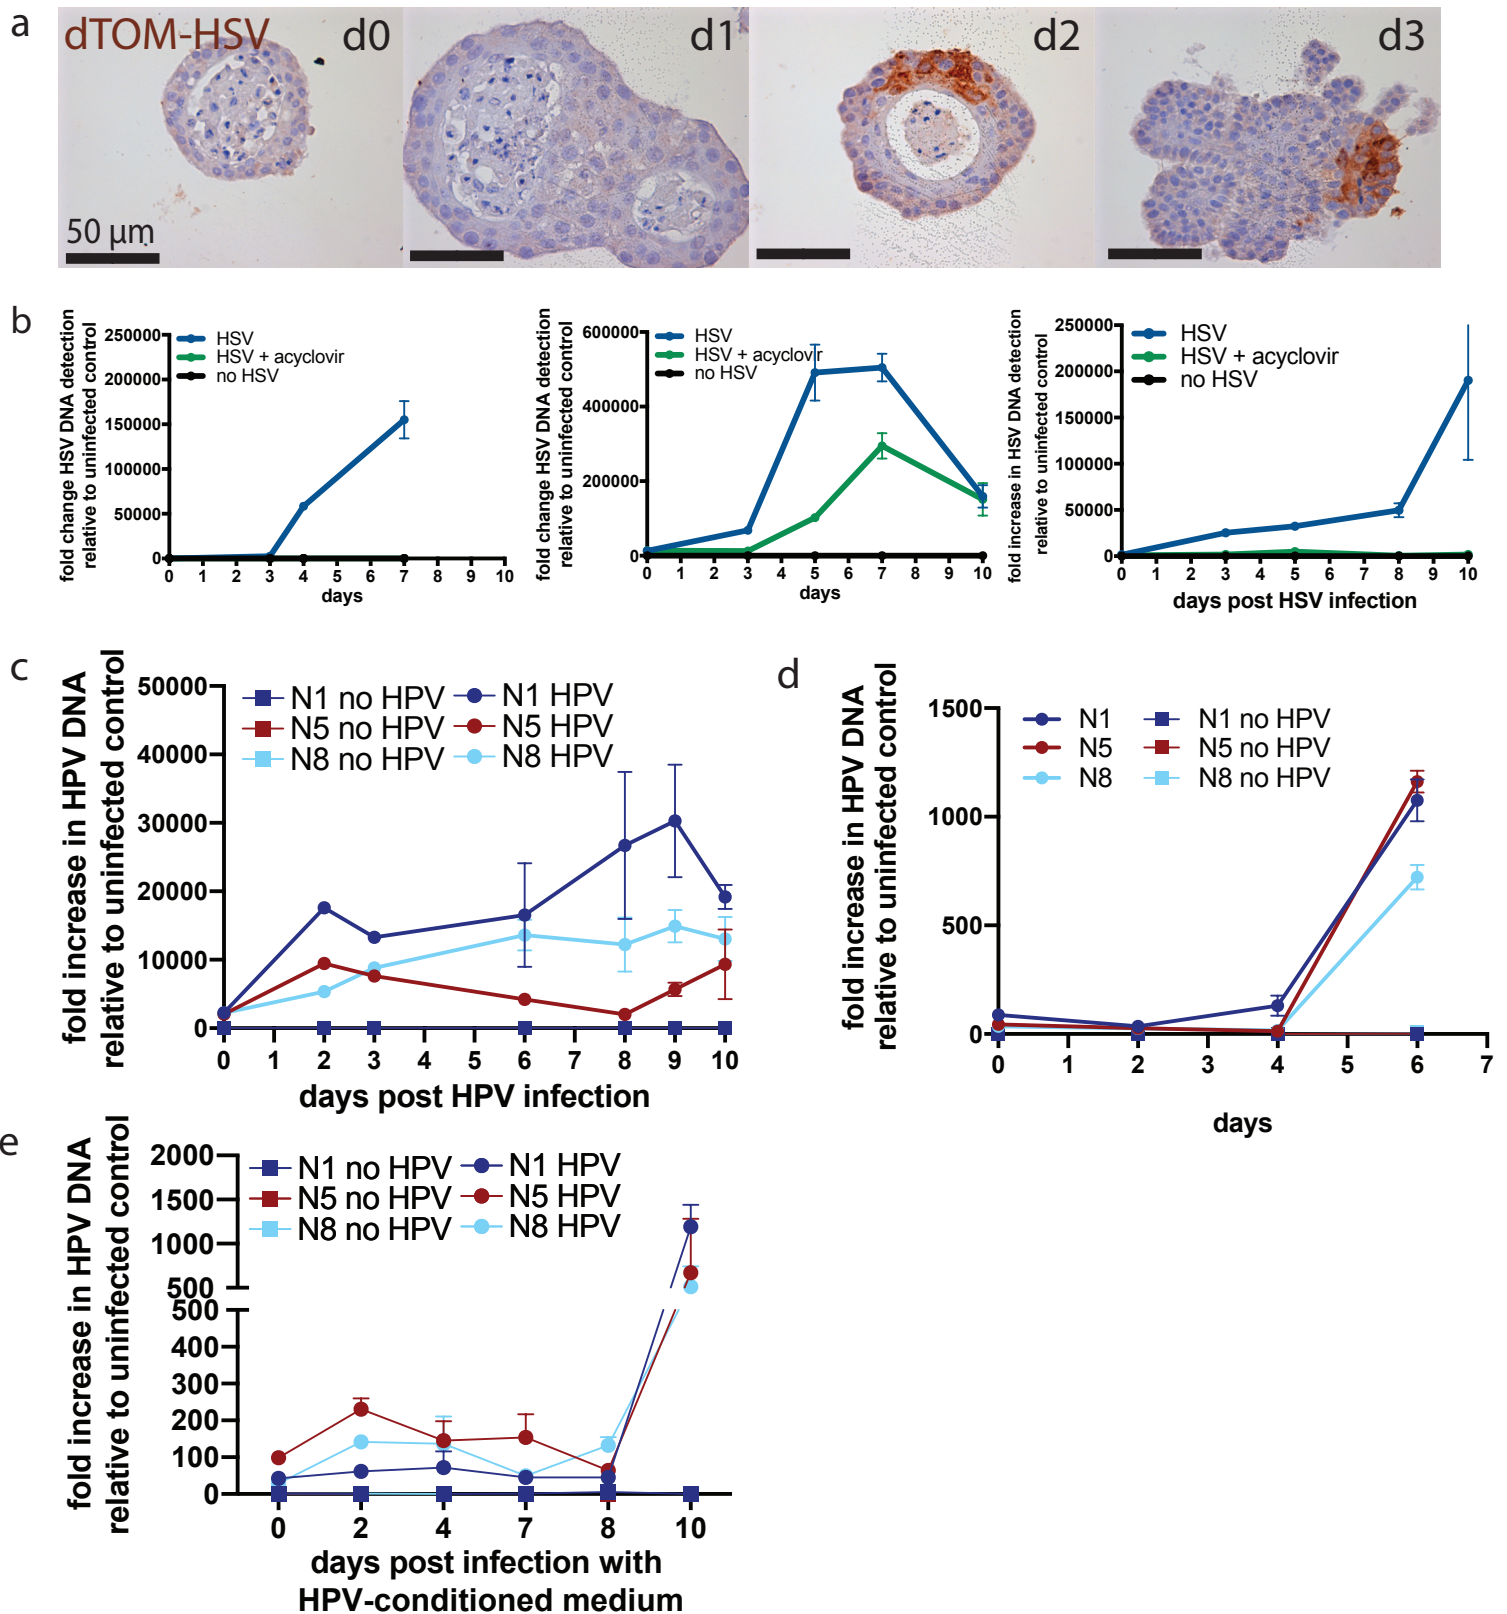 a
dTOM-HSV d0 d1 d2 d3
50 µm
b
fold change HSV DNA detection
relative to uninfected control
250000
200000
150000
100000
50000
0
HSV
HSV + acyclovir
no HSV
0 1 2 3 4 5 6 7 8 9 10
days
fold change HSV DNA detection
relative to uninfected control
600000
400000
200000
0
HSV
HSV + acyclovir
no HSV
0 1 2 3 4 5 6 7 8 9 10
days
fold increase in HSV DNA detection
relative to uninfected control
250000
200000
150000
100000
50000
0
HSV
HSV + acyclovir
no HSV
0 1 2 3 4 5 6 7 8 9 10
days post HSV infection
c
fold increase in HPV DNA
relative to uninfected control
50000
40000
30000
20000
10000
0
N1 no HPV N1 HPV
N5 no HPV N5 HPV
N8 no HPV N8 HPV
0 1 2 3 4 5 6 7 8 9 10
days post HPV infection
d
fold increase in HPV DNA
relative to uninfected control
1500
1000
500
0
N1 N1 no HPV
N5 N5 no HPV
N8 N8 no HPV
0 1 2 3 4 5 6 7
days
e
fold increase in HPV DNA
relative to uninfected control
2000
1500
1000
500
500
400
300
200
100
0
N1 no HPV N1 HPV
N5 no HPV N5 HPV
N8 no HPV N8 HPV
0 2 4 7 8 10
days post infection with
HPV-conditioned medium